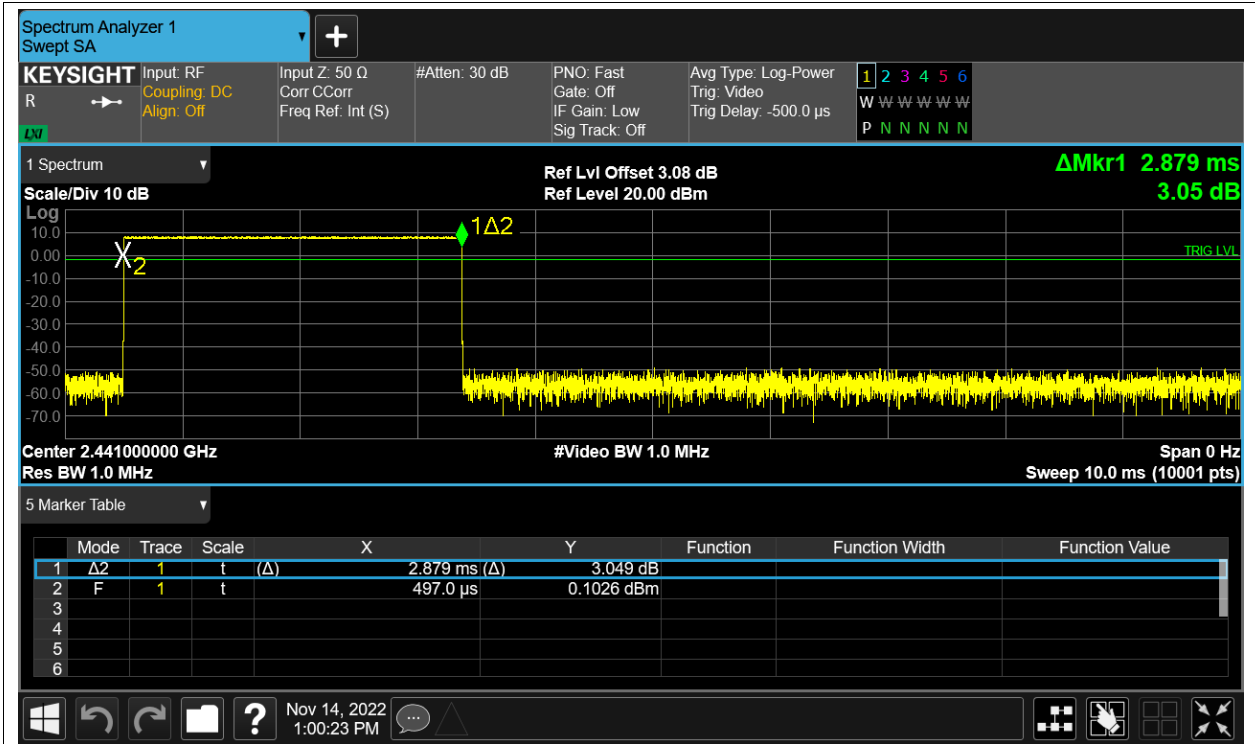 Spectrum Analyzer 1
Swept SA
KEYSIGHT
R
LXI
Input: RF
Coupling: DC
Align: Off
Input Z: 50 Ω
Corr CCorr
Freq Ref: Int (S)
#Atten: 30 dB
PNO: Fast
Gate: Off
IF Gain: Low
Sig Track: Off
Avg Type: Log-Power
Trig: Video
Trig Delay: -500.0 µs
1 2 3 4 5 6
W W W W W W
P N N N N N
1 Spectrum
Scale/Div 10 dB
Ref Lvl Offset 3.08 dB
Ref Level 20.00 dBm
ΔMkr1 2.879 ms
3.05 dB
Log
10.0
0.00
-10.0
-20.0
-30.0
-40.0
-50.0
-60.0
-70.0
1Δ2
2
TRIG LVL
Center 2.441000000 GHz
Res BW 1.0 MHz
#Video BW 1.0 MHz
Span 0 Hz
Sweep 10.0 ms (10001 pts)
5 Marker Table
Mode Trace Scale X Y Function Function Width Function Value
1 Δ2 1 t (Δ) 2.879 ms (Δ) 3.049 dB
2 F 1 t 497.0 µs 0.1026 dBm
3
4
5
6
?
Nov 14, 2022
1:00:23 PM